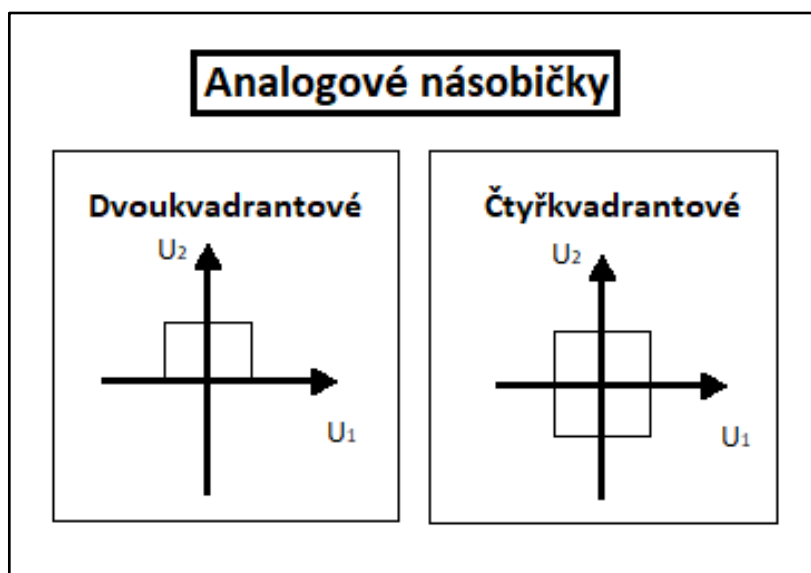 Analogové násobičky
Dvoukvadrantové
U2
U1
Čtyřkvadrantové
U2
U1